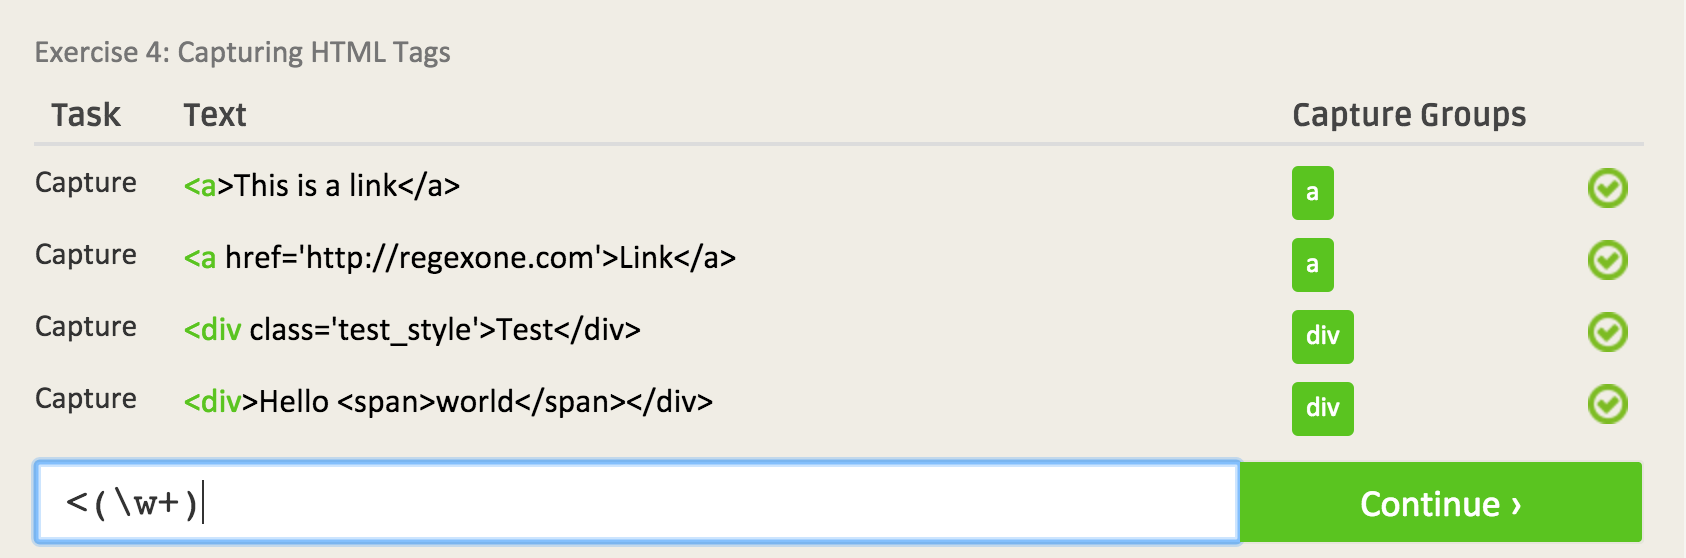 Exercise 4: Capturing HTML Tags
Task Text Capture Groups
Capture <a>This is a link</a> a
Capture <a href='http://regexone.com'>Link</a> a
Capture <div class='test_style'>Test</div> div
Capture <div>Hello <span>world</span></div> div
<(\w+) Continue ›